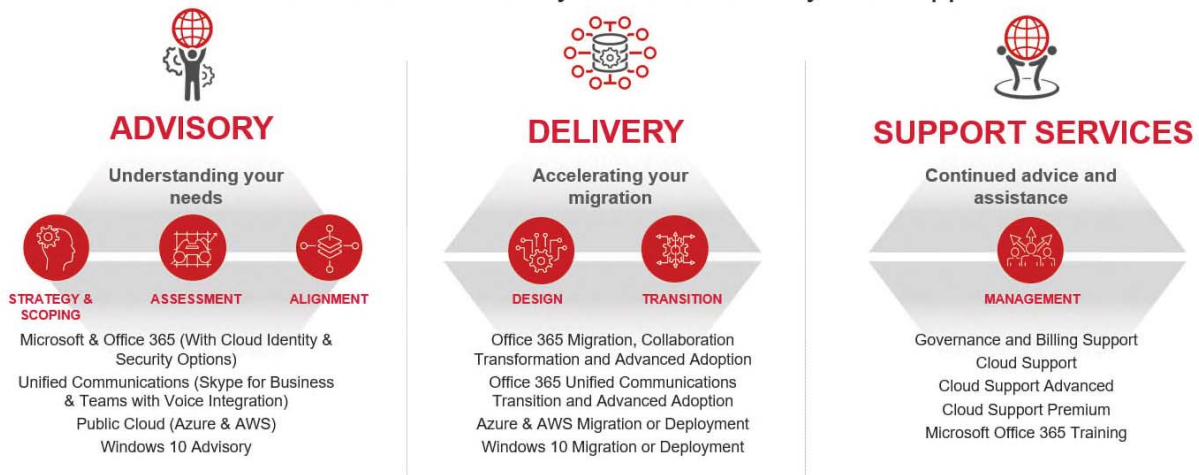 ADVISORY
Understanding your
needs
STRATEGY &
SCOPING
ASSESSMENT
ALIGNMENT
Microsoft & Office 365 (With Cloud Identity &
Security Options)
Unified Communications (Skype for Business
& Teams with Voice Integration)
Public Cloud (Azure & AWS)
Windows 10 Advisory
DELIVERY
Accelerating your
migration
DESIGN
TRANSITION
Office 365 Migration, Collaboration
Transformation and Advanced Adoption
Office 365 Unified Communications
Transition and Advanced Adoption
Azure & AWS Migration or Deployment
Windows 10 Migration or Deployment
SUPPORT SERVICES
Continued advice and
assistance
MANAGEMENT
Governance and Billing Support
Cloud Support
Cloud Support Advanced
Cloud Support Premium
Microsoft Office 365 Training